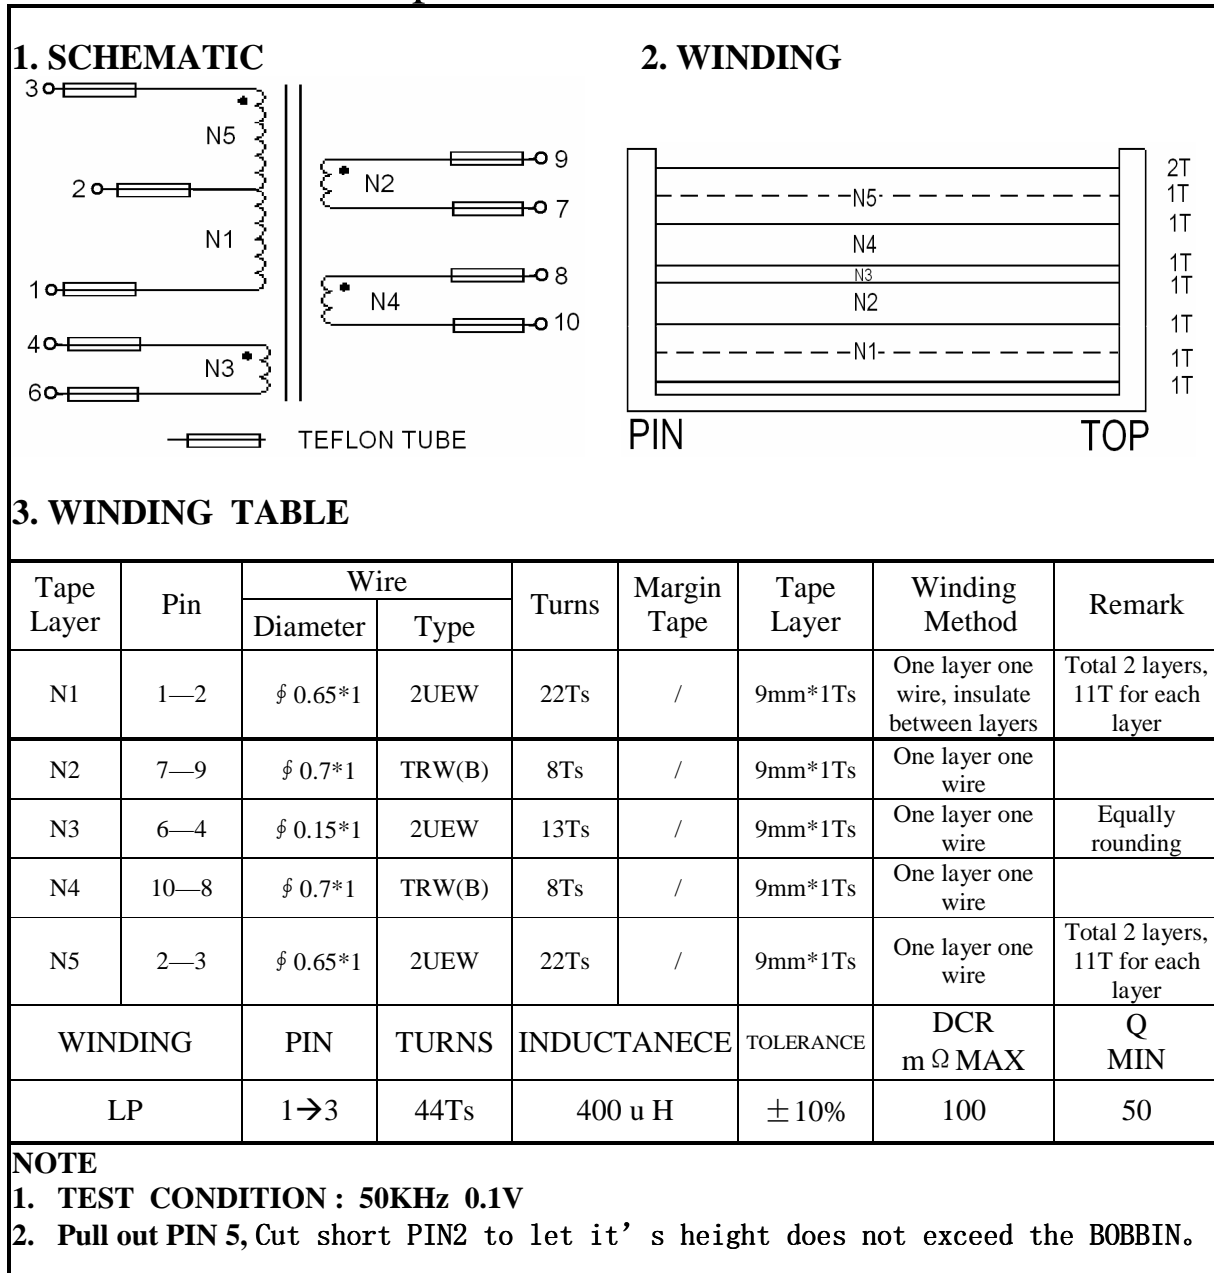 1. SCHEMATIC
2. WINDING
3
N5
2
N1
1
4
N3
6
N2
9
7
N4
8
10
TEFLON TUBE
N5
N4
N3
N2
N1
2T
1T
1T
1T
1T
1T
1T
1T
PIN
TOP
3. WINDING TABLE
Tape Layer
Pin
Wire
Diameter
Type
Turns
Margin Tape
Tape Layer
Winding Method
Remark
N1 1—2 ∮0.65*1 2UEW 22Ts / 9mm*1Ts One layer one wire, insulate between layers Total 2 layers, 11T for each layer
N2 7—9 ∮0.7*1 TRW(B) 8Ts / 9mm*1Ts One layer one wire
N3 6—4 ∮0.15*1 2UEW 13Ts / 9mm*1Ts One layer one wire Equally rounding
N4 10—8 ∮0.7*1 TRW(B) 8Ts / 9mm*1Ts One layer one wire
N5 2—3 ∮0.65*1 2UEW 22Ts / 9mm*1Ts One layer one wire Total 2 layers, 11T for each layer
WINDING PIN TURNS INDUCTANECE TOLERANCE DCR mΩMAX Q MIN
LP 1→3 44Ts 400 u H ±10% 100 50
NOTE
1. TEST CONDITION : 50KHz 0.1V
2. Pull out PIN 5, Cut short PIN2 to let it’s height does not exceed the BOBBIN。